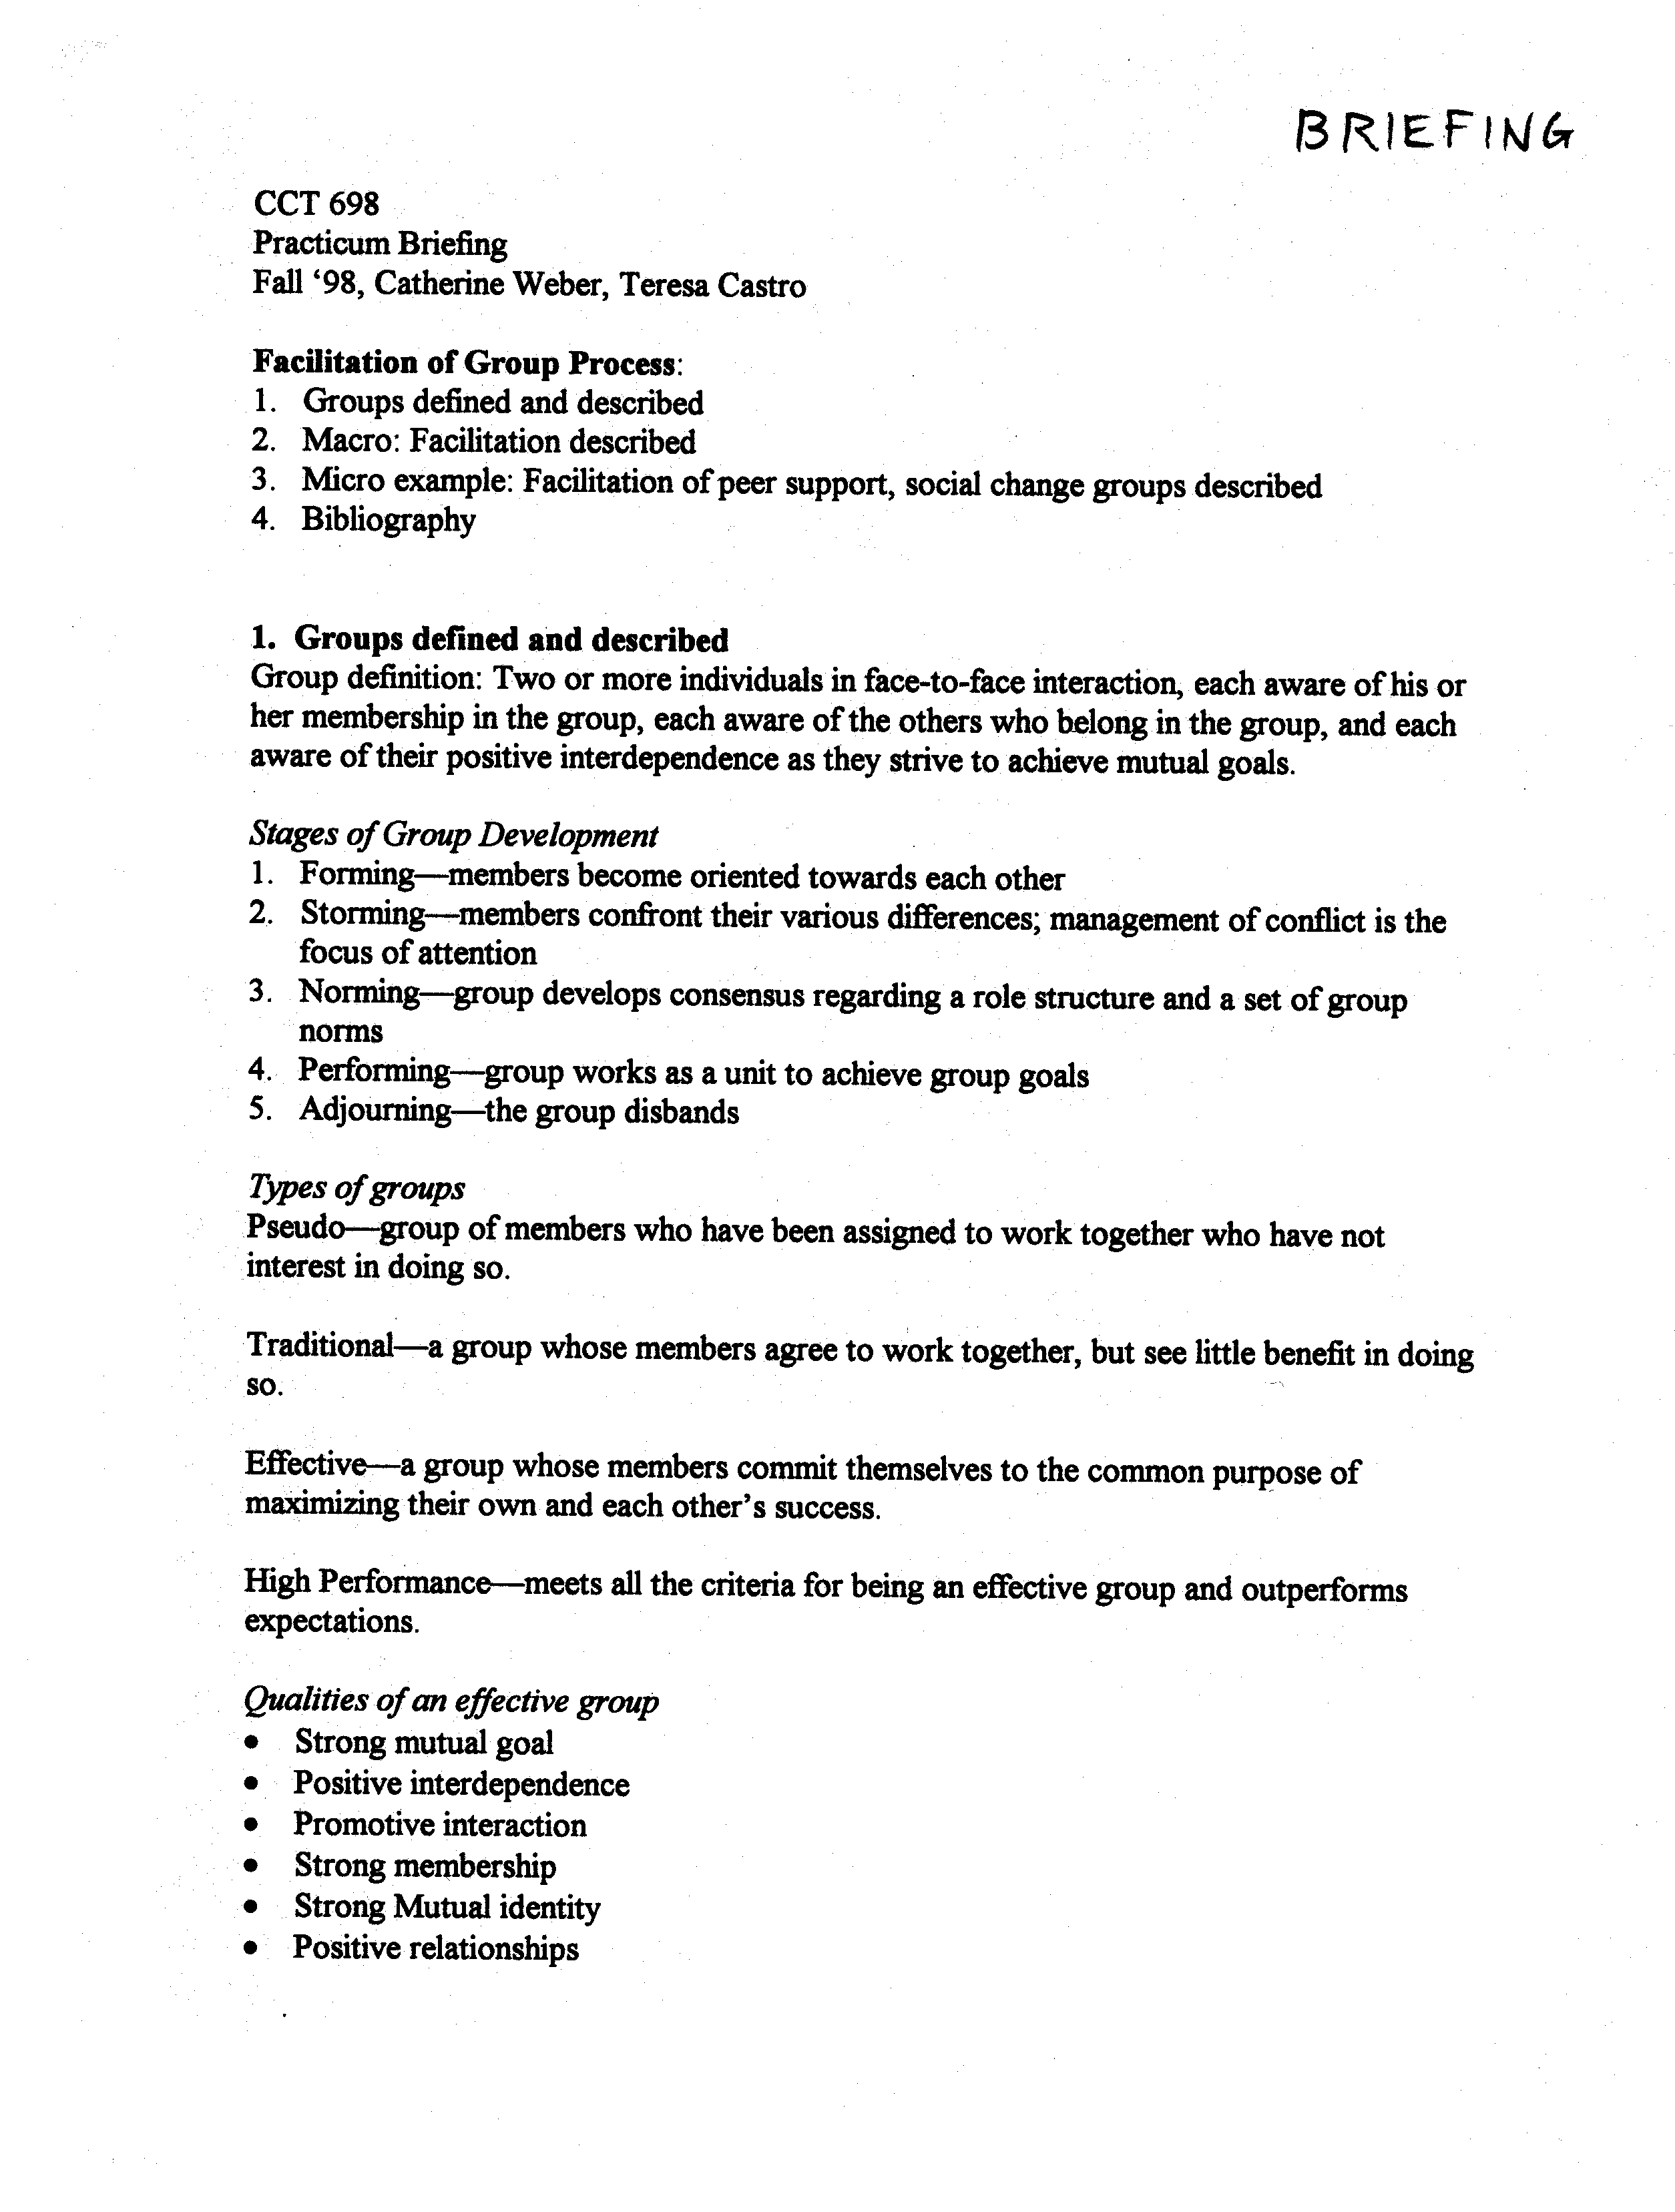 BRIEFING
CCT 698
Practicum Briefing
Fall ‘98, Catherine Weber, Teresa Castro
Facilitation of Group Process:
1. Groups defined and described
2. Macro: Facilitation described
3. Micro example: Facilitation of peer support, social change groups described
4. Bibliography
1. Groups defined and described
Group definition: Two or more individuals in face-to-face interaction, each aware of his or
her membership in the group, each aware of the others who belong in the group, and each
aware of their positive interdependence as they strive to achieve mutual goals.
Stages of Group Development
1. Forming—members become oriented towards each other
2. Storming—members confront their various differences; management of conflict is the
focus of attention
3. Norming—group develops consensus regarding a role structure and a set of group
norms
4. Performing—group works as a unit to achieve group goals
5. Adjourning—the group disbands
Types of groups
Pseudo—group of members who have been assigned to work together who have not
interest in doing so.
Traditional—a group whose members agree to work together, but see little benefit in doing
so.
Effective—a group whose members commit themselves to the common purpose of
maximizing their own and each other’s success.
High Performance—meets all the criteria for being an effective group and outperforms
expectations.
Qualities of an effective group
• Strong mutual goal
• Positive interdependence
• Promotive interaction
• Strong membership
• Strong Mutual identity
• Positive relationships